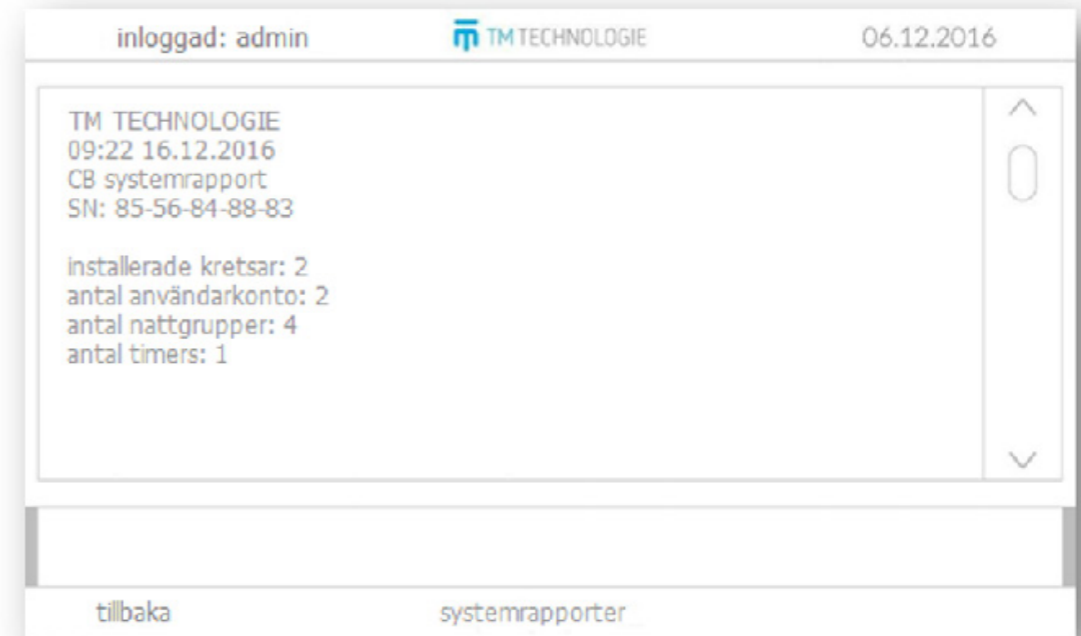 inloggad: admin TM TECHNOLOGIE 06.12.2016
TM TECHNOLOGIE
09:22 16.12.2016
CB systemrapport
SN: 85-56-84-88-83
installerade kretsar: 2
antal användarkonto: 2
antal nattgrupper: 4
antal timers: 1
tillbaka systemrapporter